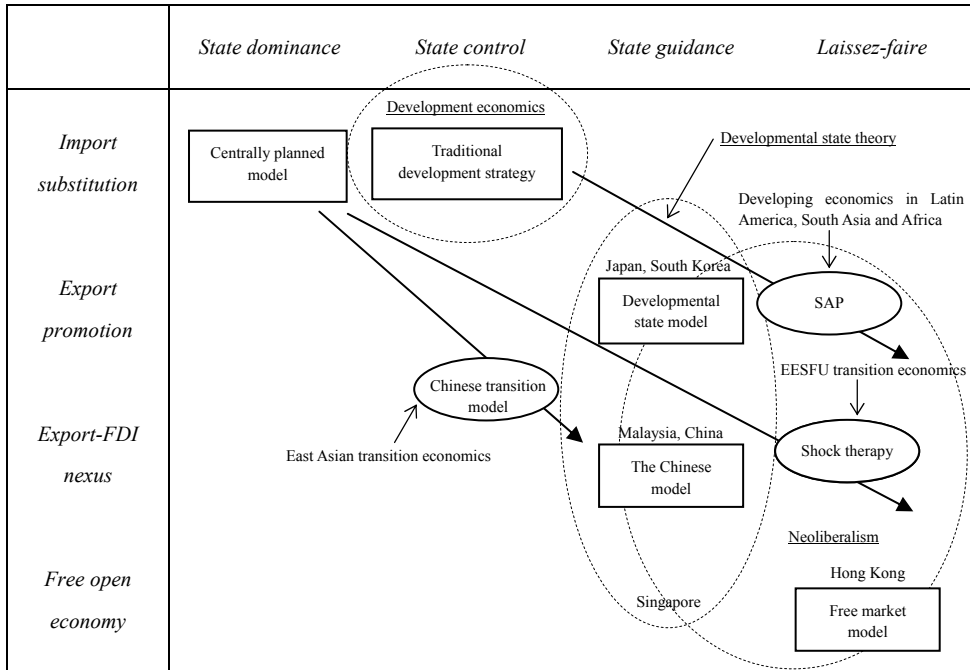 State dominance
State control
State guidance
Laissez-faire
Import
substitution
Development economics
Centrally planned
model
Traditional
development strategy
Developmental state theory
Developing economics in Latin
America, South Asia and Africa
Export
promotion
Japan, South Korea
Developmental
state model
SAP
EESFU transition economics
Chinese transition
model
Export-FDI
nexus
East Asian transition economics
Malaysia, China
The Chinese
model
Shock therapy
Neoliberalism
Free open
economy
Singapore
Hong Kong
Free market
model